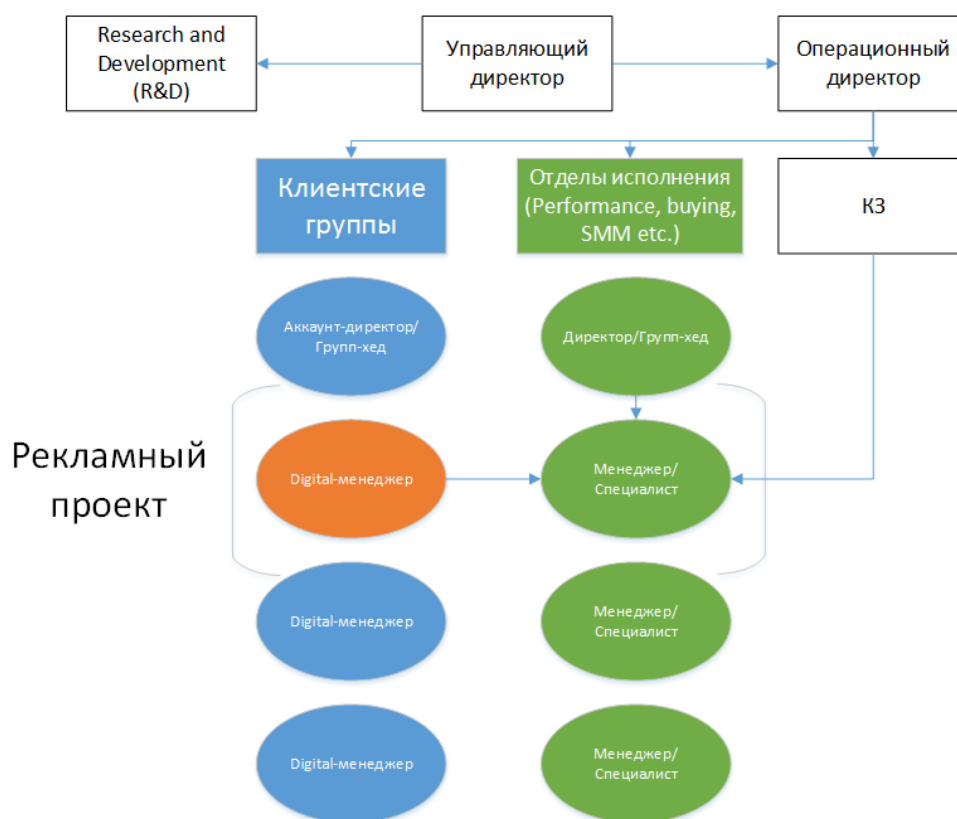 Research and
Development
(R&D)
Управляющий
директор
Операционный
директор
Клиентские
группы
Отделы исполнения
(Performance, buying,
SMM etc.)
КЗ
Аккаунт-директор/
Групп-хед
Директор/Групп-хед
Рекламный
проект
Digital-менеджер
Менеджер/
Специалист
Digital-менеджер
Менеджер/
Специалист
Digital-менеджер
Менеджер/
Специалист